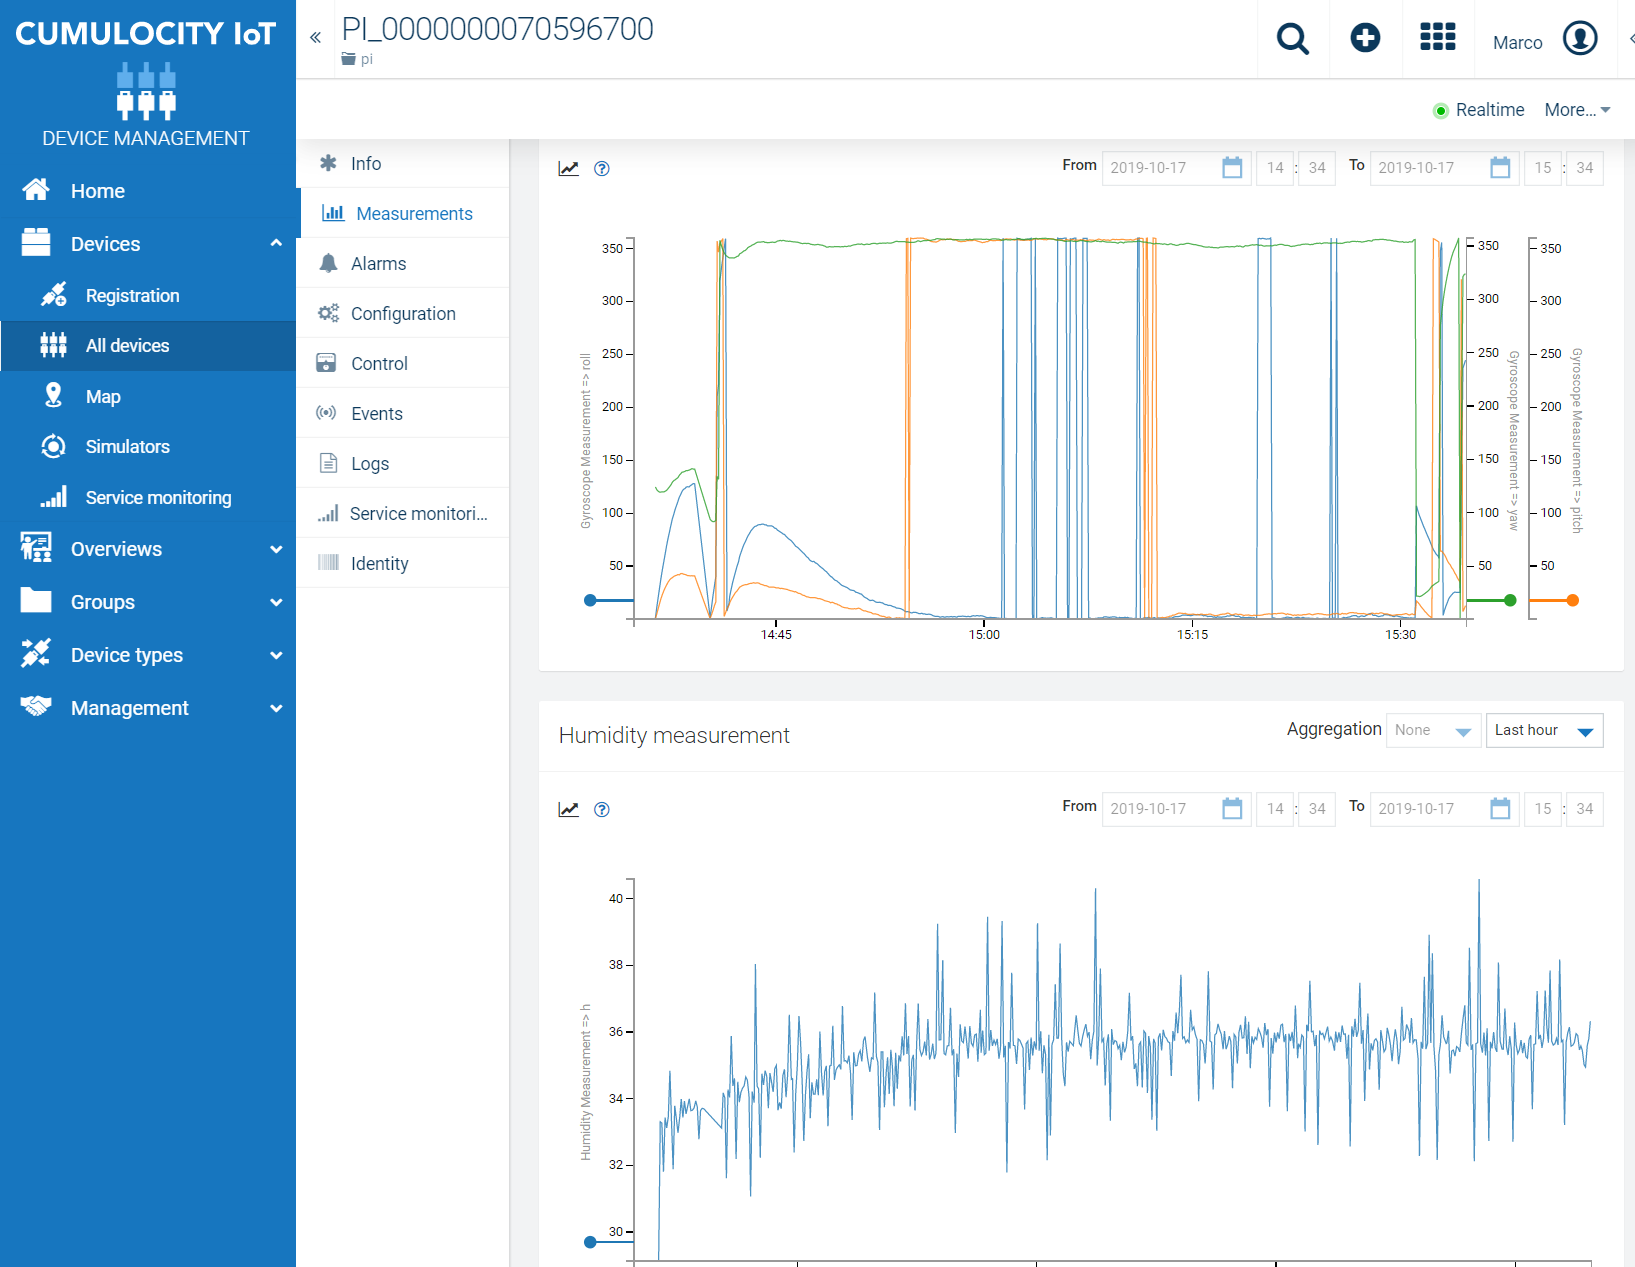 CUMULOCITY IoT
DEVICE MANAGEMENT
Home
Devices
Registration
All devices
Map
Simulators
Service monitoring
Overviews
Groups
Device types
Management
«
PI_0000000070596700
pi
Marco
Realtime
More...
Info
Measurements
Alarms
Configuration
Control
Events
Logs
Service monitori...
Identity
From 2019-10-17 14 : 34 To 2019-10-17 15 : 34
350
300
250
200
150
100
50
Gyroscope Measurement => roll
14:45 15:00 15:15 15:30
350
300
250
200
150
100
50
Gyroscope Measurement => yaw
350
300
250
200
150
100
50
Gyroscope Measurement => pitch
Humidity measurement
Aggregation None Last hour
From 2019-10-17 14 : 34 To 2019-10-17 15 : 34
40
38
36
34
32
30
Humidity Measurement => h